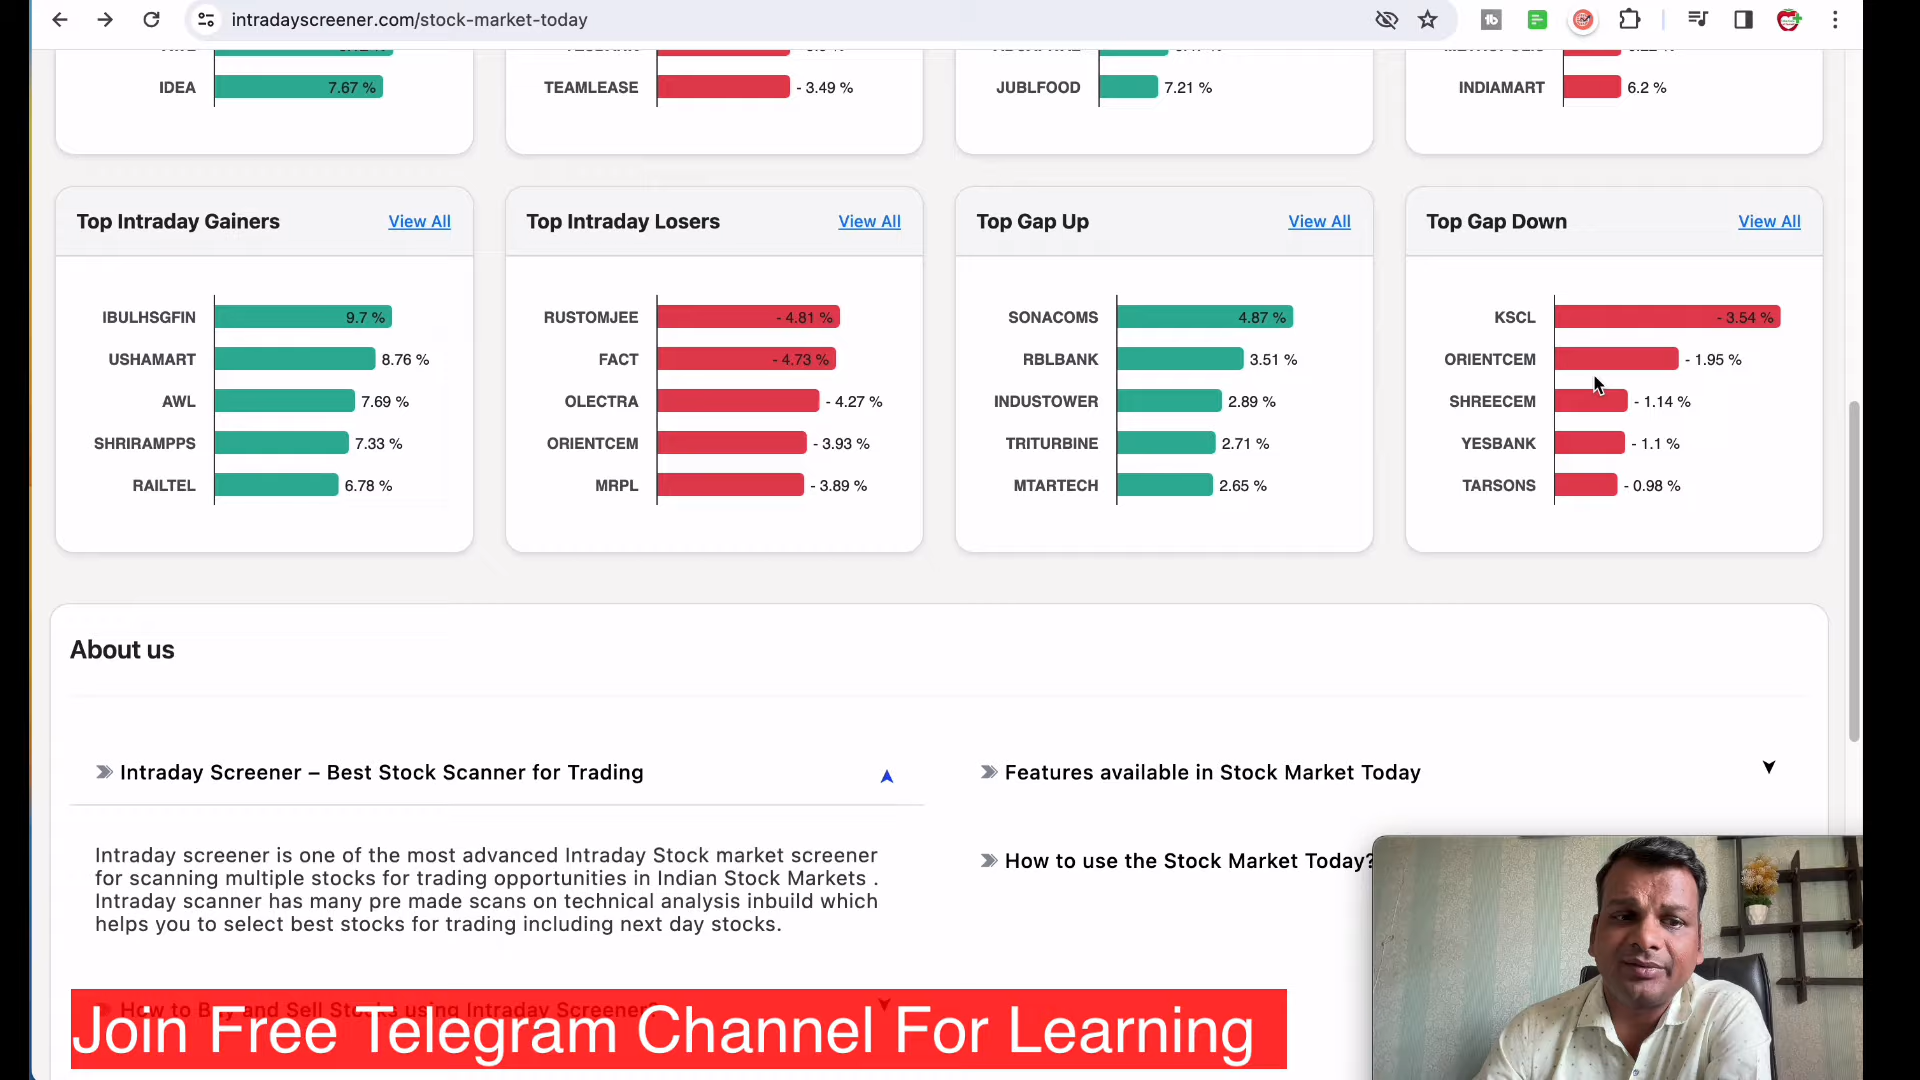 intradayscreener.com/stock-market-today
IDEA 7.67 %
TEAMLEASE - 3.49 %
JUBLFOOD 7.21 %
INDIAMART 6.2 %
Top Intraday Gainers View All
IBULHSGFIN 9.7 %
USHAMART 8.76 %
AWL 7.69 %
SHRIRAMPPS 7.33 %
RAILTEL 6.78 %
Top Intraday Losers View All
RUSTOMJEE - 4.81 %
FACT - 4.73 %
OLECTRA - 4.27 %
ORIENTCEM - 3.93 %
MRPL - 3.89 %
Top Gap Up View All
SONACOMS 4.87 %
RBLBANK 3.51 %
INDUSTOWER 2.89 %
TRITURBINE 2.71 %
MTARTECH 2.65 %
Top Gap Down View All
KSCL - 3.54 %
ORIENTCEM - 1.95 %
SHREECEM - 1.14 %
YESBANK - 1.1 %
TARSONS - 0.98 %
About us
Intraday Screener – Best Stock Scanner for Trading
Intraday screener is one of the most advanced Intraday Stock market screener
for scanning multiple stocks for trading opportunities in Indian Stock Markets .
Intraday scanner has many pre made scans on technical analysis inbuild which
helps you to select best stocks for trading including next day stocks.
How to Buy and Sell Stocks using Intraday Screener?
Features available in Stock Market Today
How to use the Stock Market Today?
Join Free Telegram Channel For Learning